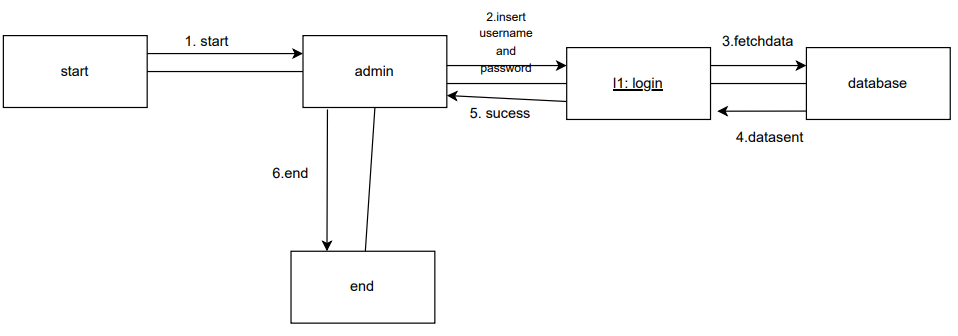 2.insert
username
and
password
1. start
3.fetchdata
start
admin
l1: login
database
5. sucess
4.datasent
6.end
end